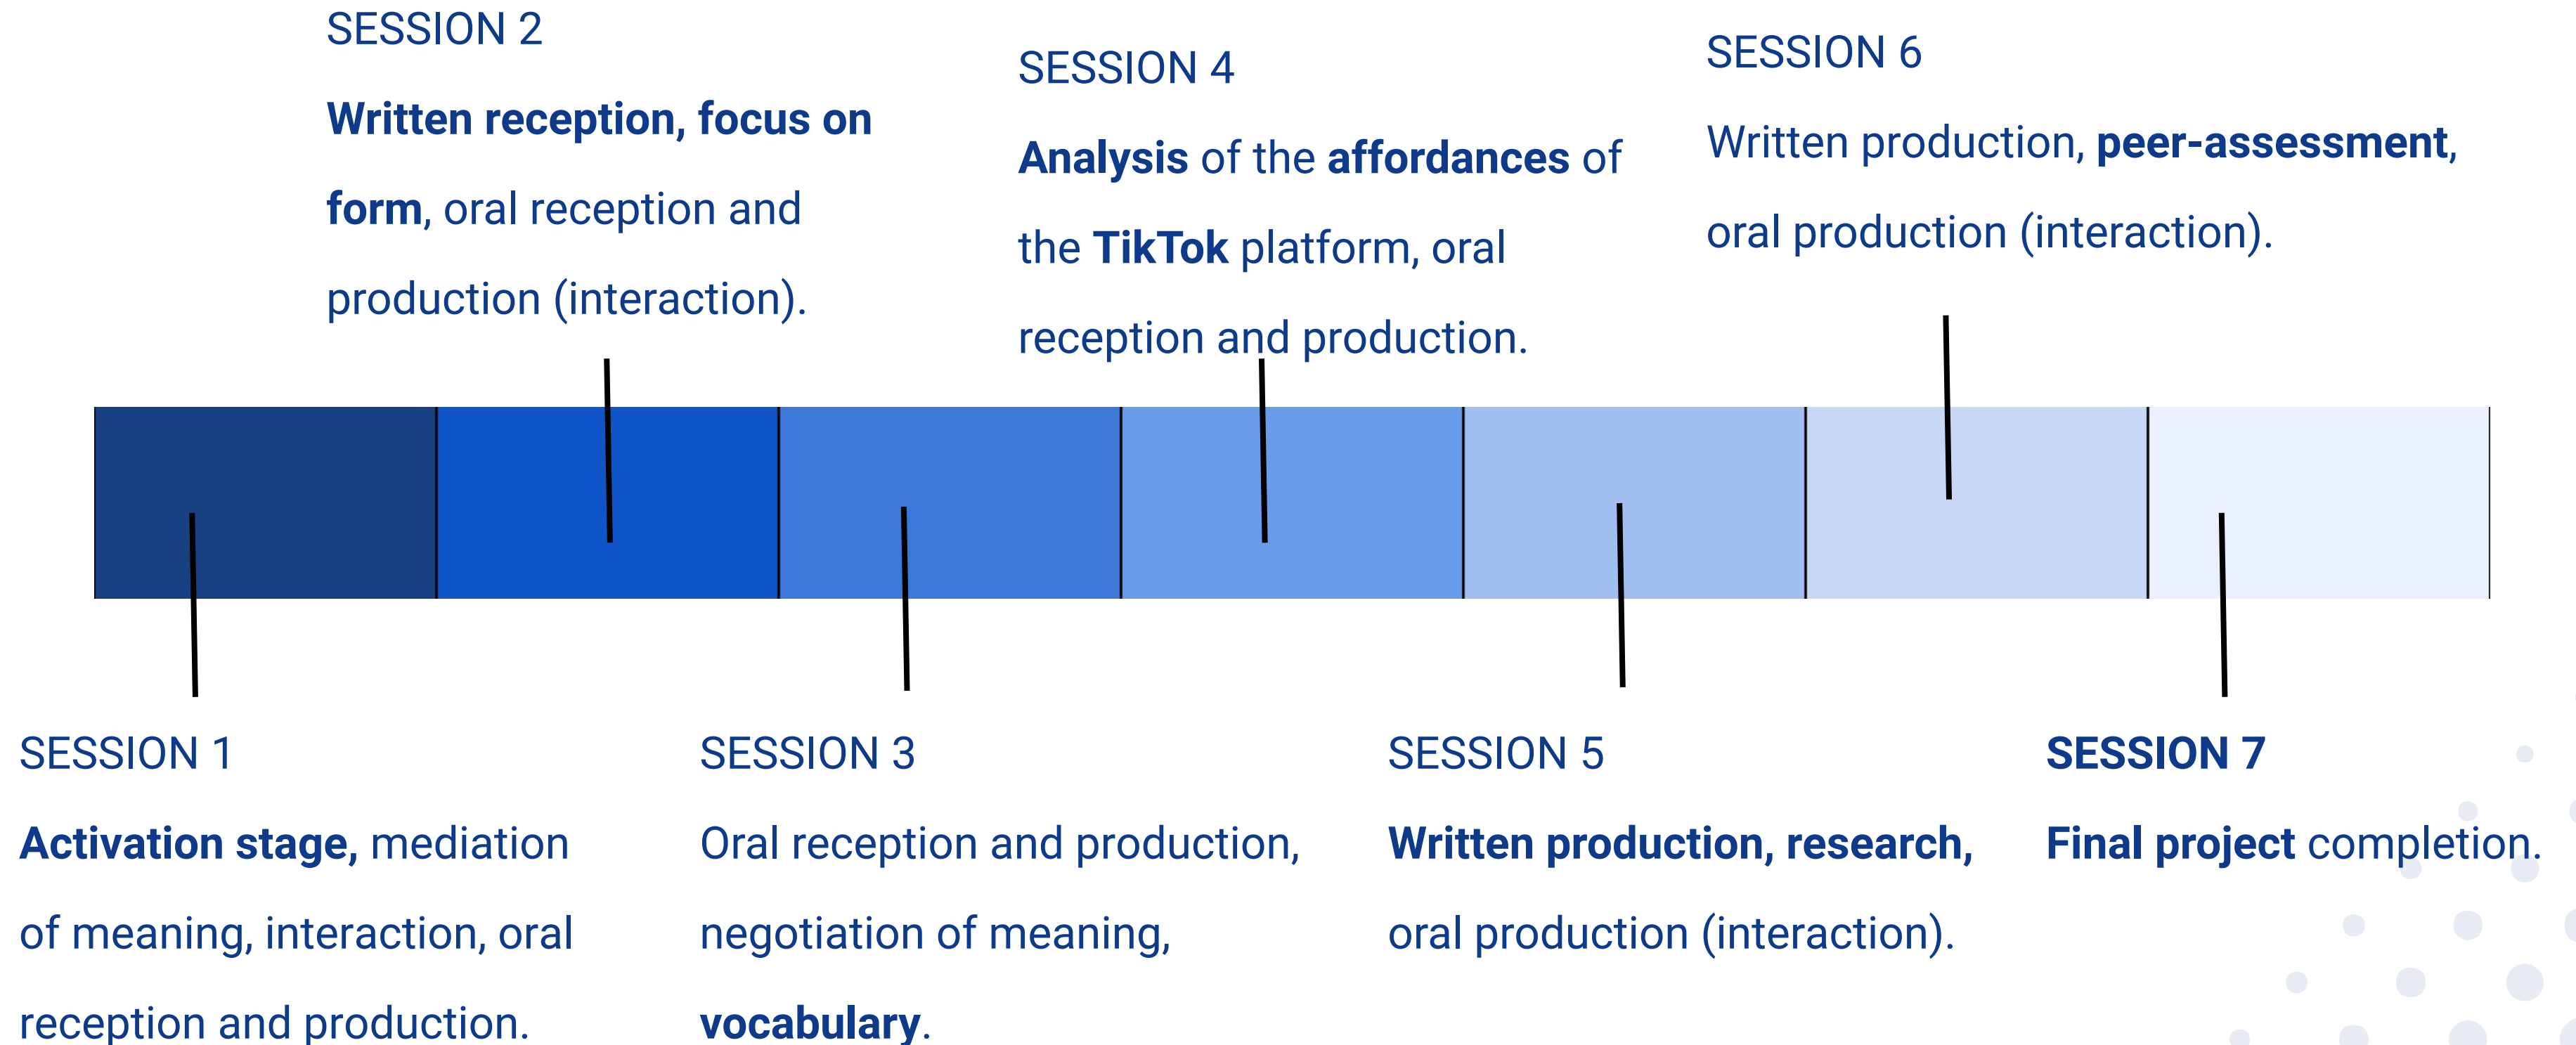 SESSION 1
Activation stage, mediation
of meaning, interaction, oral
reception and production.
SESSION 2
Written reception, focus on
form, oral reception and
production (interaction).
SESSION 3
Oral reception and production,
negotiation of meaning,
vocabulary.
SESSION 4
Analysis of the affordances of
the TikTok platform, oral
reception and production.
SESSION 5
Written production, research,
oral production (interaction).
SESSION 6
Written production, peer-assessment,
oral production (interaction).
SESSION 7
Final project completion.